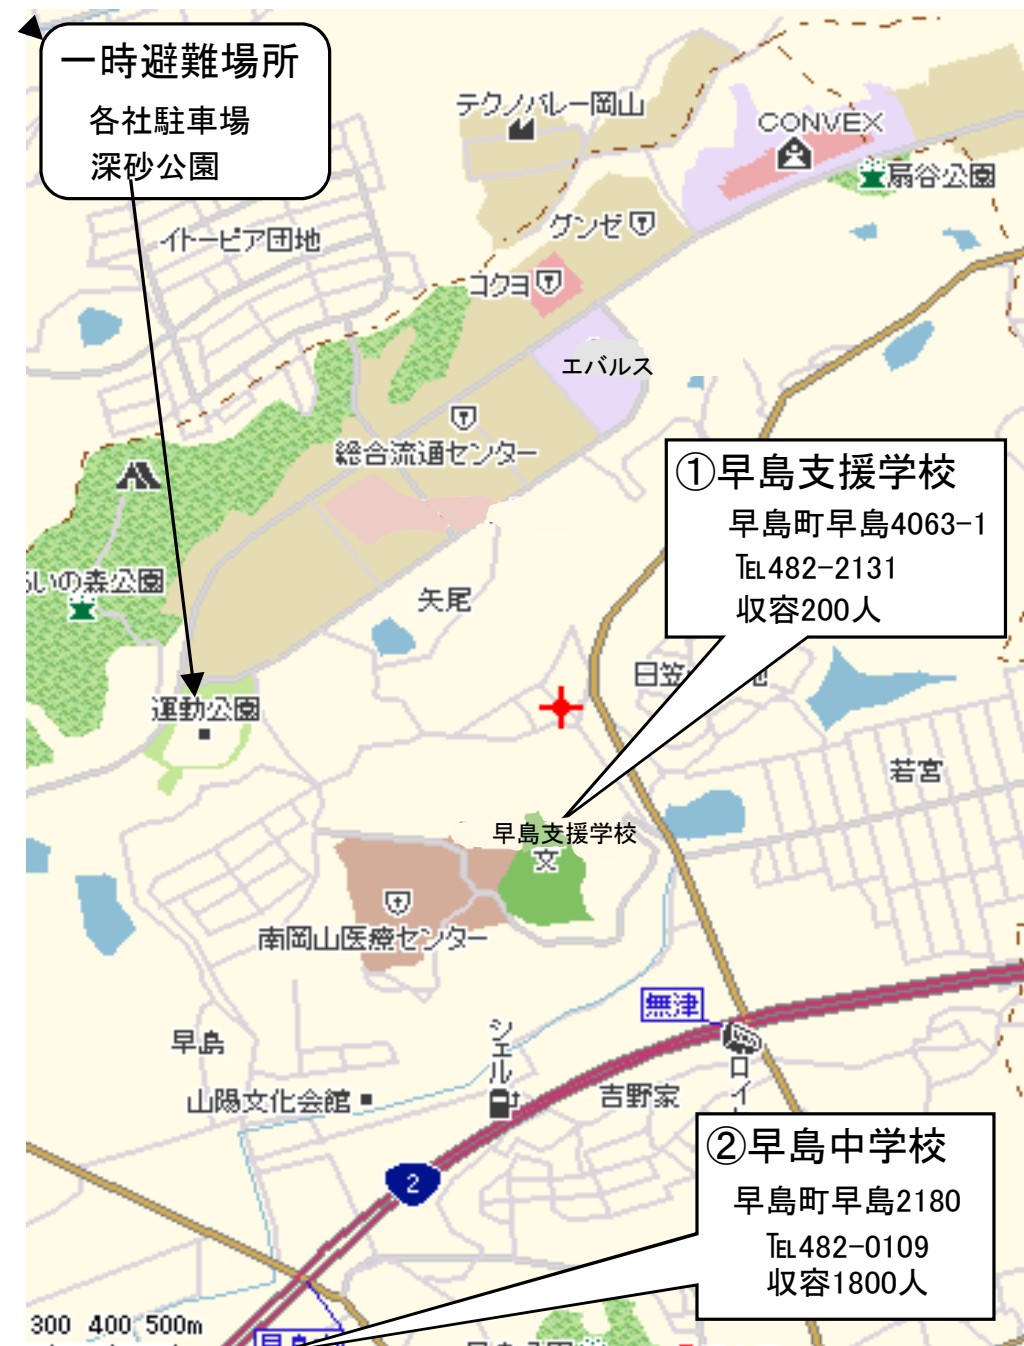 一時避難場所
各社駐車場
深砂公園
テクノバレー岡山
CONVEX
扇谷公園
グンゼ
イトーピア団地
コクヨ
エバルス
総合流通センター
①早島支援学校
早島町早島4063-1
℡482-2131
収容200人
いの森公園
矢尾
日笠
運動公園
若宮
早島支援学校
文
南岡山医療センター
無津
早島
シェル
ロイ
山陽文化会館
吉野家
②早島中学校
早島町早島2180
℡482-0109
収容1800人
2
300 400 500m